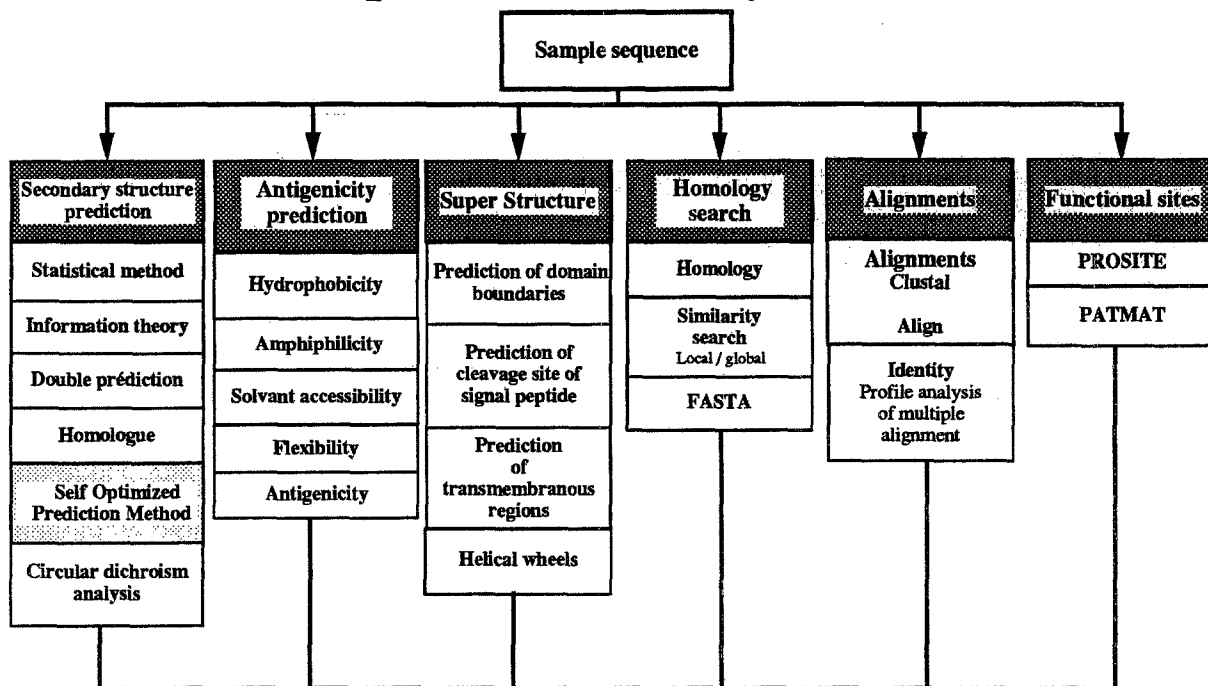 Sample sequence
Secondary structure
prediction
Statistical method
Information theory
Double prédiction
Homologue
Self Optimized
Prediction Method
Circular dichroism
analysis
Antigenicity
prediction
Hydrophobicity
Amphiphilicity
Solvant accessibility
Flexibility
Antigenicity
Super Structure
Prediction of domain
boundaries
Prediction of
cleavage site of
signal peptide
Prediction
of
transmembranous
regions
Helical wheels
Homology
search
Homology
Similarity
search
Local / global
FASTA
Alignments
Alignments
Clustal
Align
Identity
Profile analysis
of multiple
alignment
Functional sites
PROSITE
PATMAT